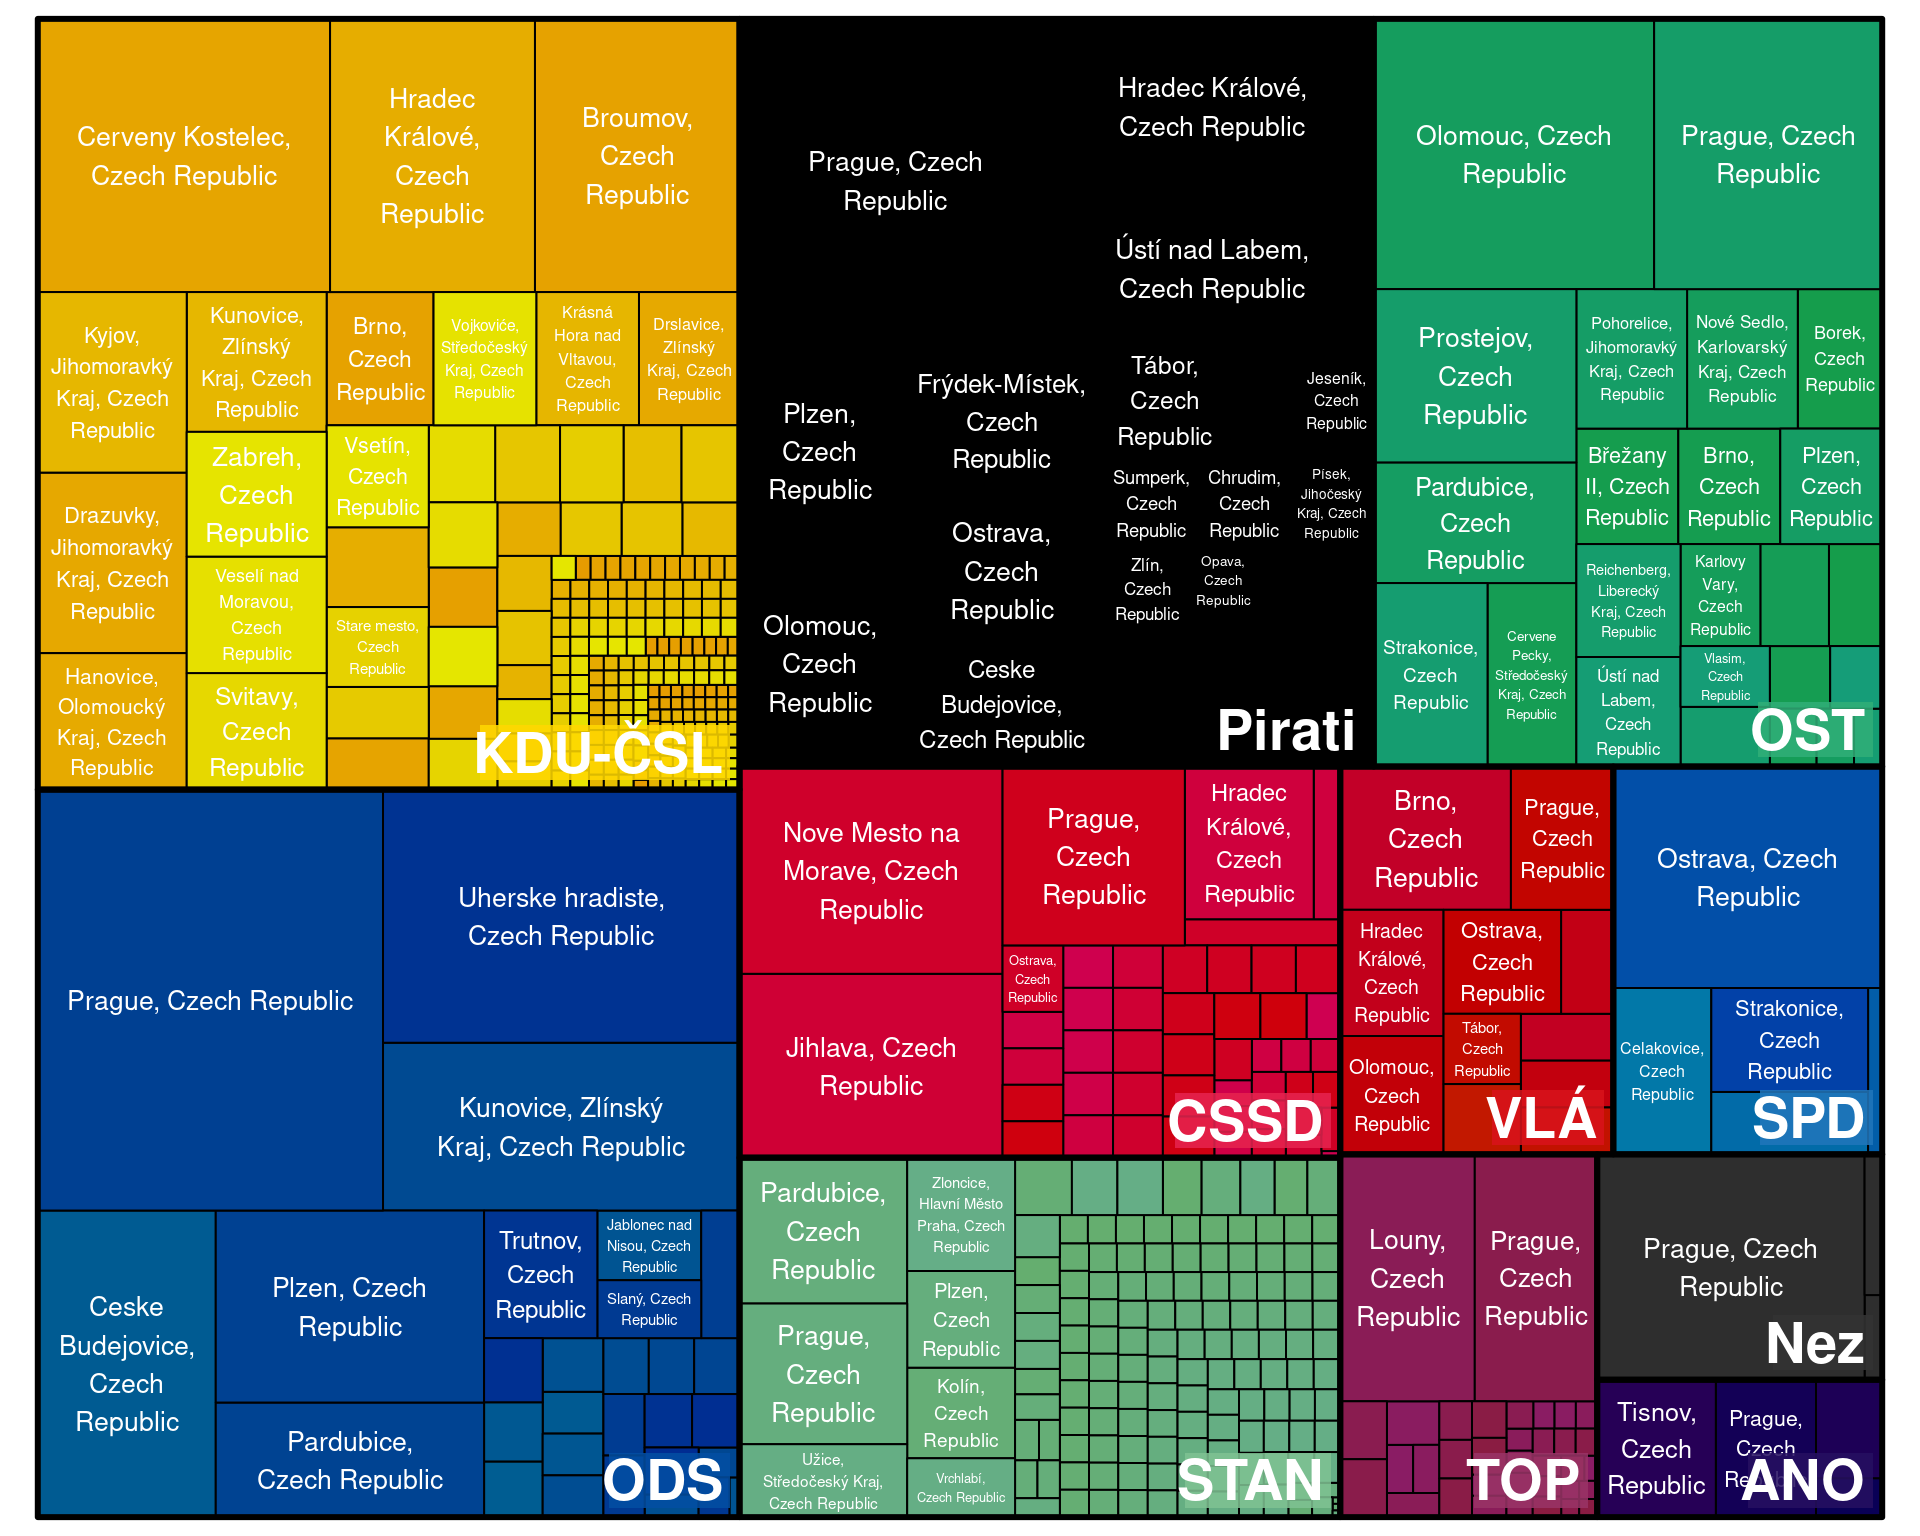 Cerveny Kostelec,
Czech Republic
Hradec
Králové,
Czech
Republic
Broumov,
Czech
Republic
Kyjov,
Jihomoravký
Kraj, Czech
Republic
Kunovice,
Zlínský
Kraj, Czech
Republic
Brno,
Czech
Republic
Vojkoviće,
Středočeský
Kraj, Czech
Republic
Krásná
Hora nad
Vltavou,
Czech
Republic
Drslavice,
Zlínský
Kraj, Czech
Republic
Drazuvky,
Jihomoravký
Kraj, Czech
Republic
Zabreh,
Czech
Republic
Vsetín,
Czech
Republic
Veselí nad
Moravou,
Czech
Republic
Stare mesto,
Czech
Republic
Hanovice,
Olomoucký
Kraj, Czech
Republic
Svitavy,
Czech
Republic
KDU-ČSL
Prague, Czech
Republic
Hradec Králové,
Czech Republic
Ústí nad Labem,
Czech Republic
Plzen,
Czech
Republic
Frýdek-Místek,
Czech
Republic
Tábor,
Czech
Republic
Jeseník,
Czech
Republic
Sumperk,
Czech
Republic
Chrudim,
Czech
Republic
Písek,
Jihočeský
Kraj, Czech
Republic
Ostrava,
Czech
Republic
Zlín,
Czech
Republic
Opava,
Czech
Republic
Olomouc,
Czech
Republic
Ceske
Budejovice,
Czech Republic
Pirati
Olomouc, Czech
Republic
Prague, Czech
Republic
Prostejov,
Czech
Republic
Pohorelice,
Jihomoravký
Kraj, Czech
Republic
Nové Sedlo,
Karlovarský
Kraj, Czech
Republic
Borek,
Czech
Republic
Pardubice,
Czech
Republic
Břežany
II, Czech
Republic
Brno,
Czech
Republic
Plzen,
Czech
Republic
Strakonice,
Czech
Republic
Cervene
Pecky,
Středočeský
Kraj, Czech
Republic
Reichenberg,
Liberecký
Kraj, Czech
Republic
Karlovy
Vary,
Czech
Republic
Ústí nad
Labem,
Czech
Republic
Vlasim,
Czech
Republic
OST
Prague, Czech Republic
Uherske hradiste,
Czech Republic
Kunovice, Zlínský
Kraj, Czech Republic
Ceske
Budejovice,
Czech
Republic
Plzen, Czech
Republic
Pardubice,
Czech Republic
Trutnov,
Czech
Republic
Jablonec nad
Nisou, Czech
Republic
Slaný, Czech
Republic
ODS
Nove Mesto na
Morave, Czech
Republic
Prague,
Czech
Republic
Hradec
Králové,
Czech
Republic
Jihlava, Czech
Republic
Ostrava,
Czech
Republic
CSSD
Brno,
Czech
Republic
Prague,
Czech
Republic
Hradec
Králové,
Czech
Republic
Ostrava,
Czech
Republic
Olomouc,
Czech
Republic
Tábor,
Czech
Republic
VLÁ
Ostrava, Czech
Republic
Celakovice,
Czech
Republic
Strakonice,
Czech
Republic
SPD
Pardubice,
Czech
Republic
Zloncice,
Hlavní Město
Praha, Czech
Republic
Prague,
Czech
Republic
Plzen,
Czech
Republic
Kolín,
Czech
Republic
Užice,
Středočeský Kraj,
Czech Republic
Vrchlabí,
Czech Republic
STAN
Louny,
Czech
Republic
Prague,
Czech
Republic
TOP
Prague, Czech
Republic
Nez
Tisnov,
Czech
Republic
Prague,
Czech
ANO